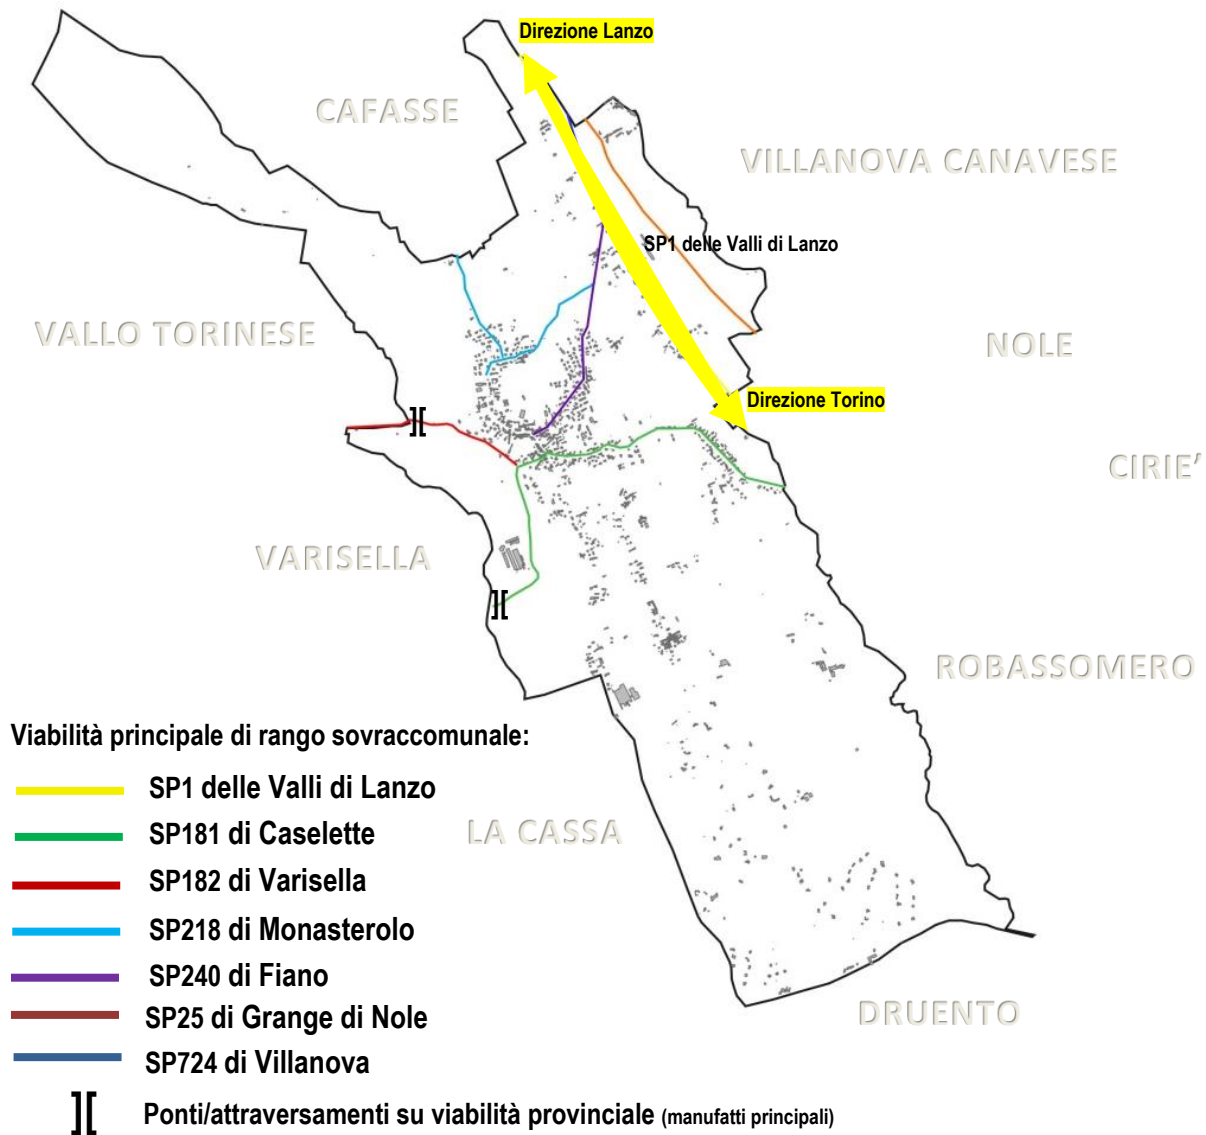 Direzione Lanzo
CAFASSE
VILLANOVA CANAVESE
SP1 delle Valli di Lanzo
VALLO TORINESE
NOLE
Direzione Torino
][
CIRIE'
VARISELLA
][
ROBASSOMERO
Viabilità principale di rango sovraccomunale:
SP1 delle Valli di Lanzo
SP181 di Caselette
LA CASSA
SP182 di Varisella
SP218 di Monasterolo
SP240 di Fiano
SP25 di Grange di Nole
DRUENTO
SP724 di Villanova
][ Ponti/attraversamenti su viabilità provinciale (manufatti principali)